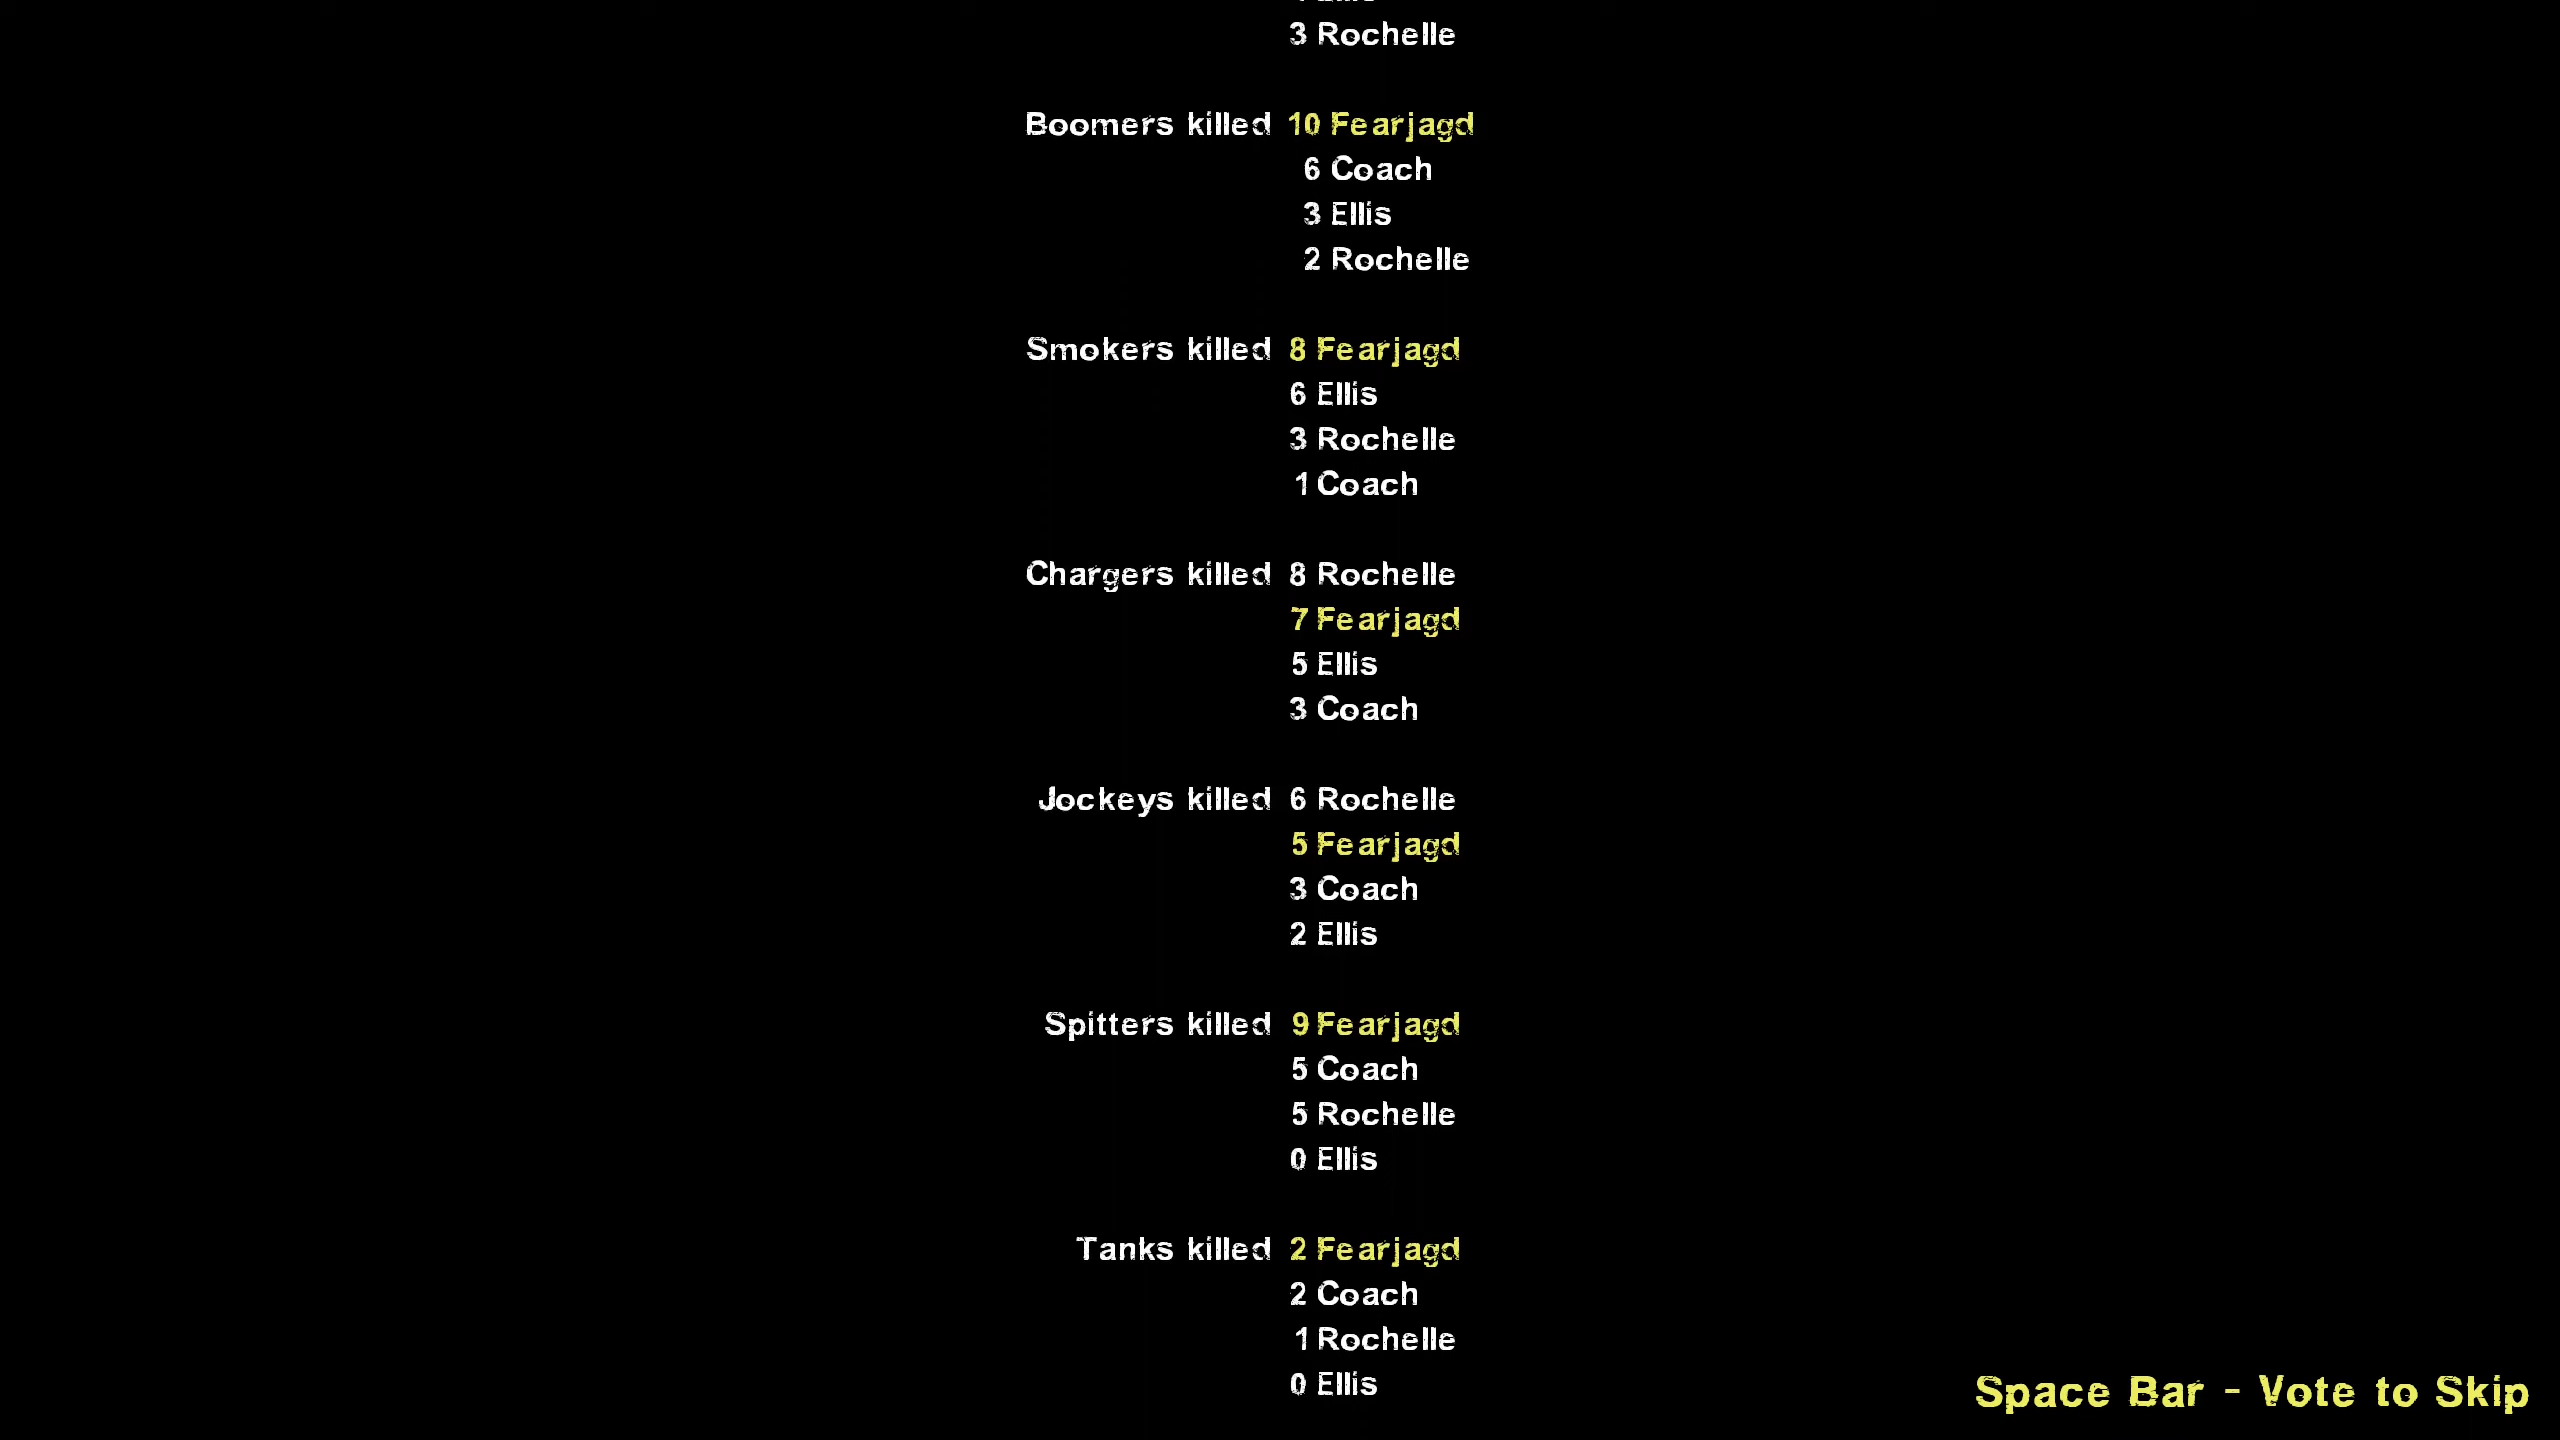 3 Rochelle
Boomers killed 10 Fearjagd
6 Coach
3 Ellis
2 Rochelle
Smokers killed 8 Fearjagd
6 Ellis
3 Rochelle
1 Coach
Chargers killed 8 Rochelle
7 Fearjagd
5 Ellis
3 Coach
Jockeys killed 6 Rochelle
5 Fearjagd
3 Coach
2 Ellis
Spitters killed 9 Fearjagd
5 Coach
5 Rochelle
0 Ellis
Tanks killed 2 Fearjagd
2 Coach
1 Rochelle
0 Ellis
Space Bar - Vote to Skip